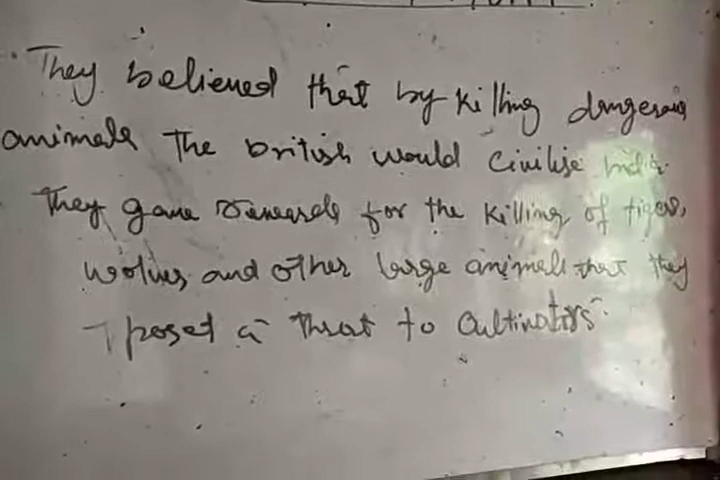 They believed that by killing dangerous
animals The british would Civilise India.
They gave rewards for the killing of tigers,
wolves and other large animals that they
posed a threat to Cultivators.